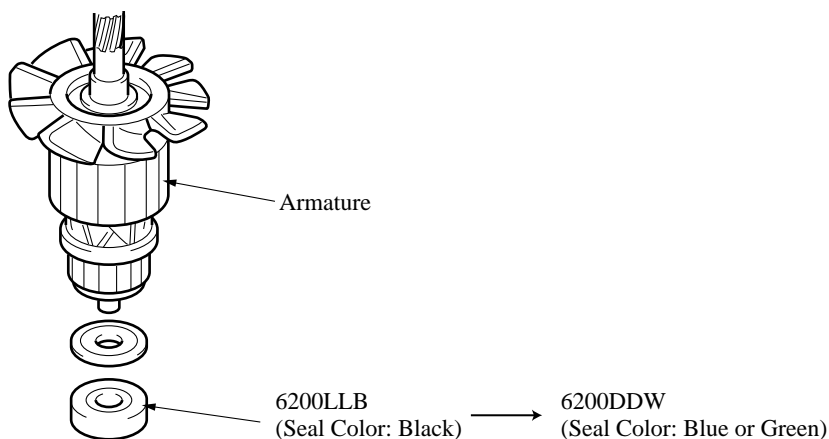 Armature
6200LLB
(Seal Color: Black)
6200DDW
(Seal Color: Blue or Green)